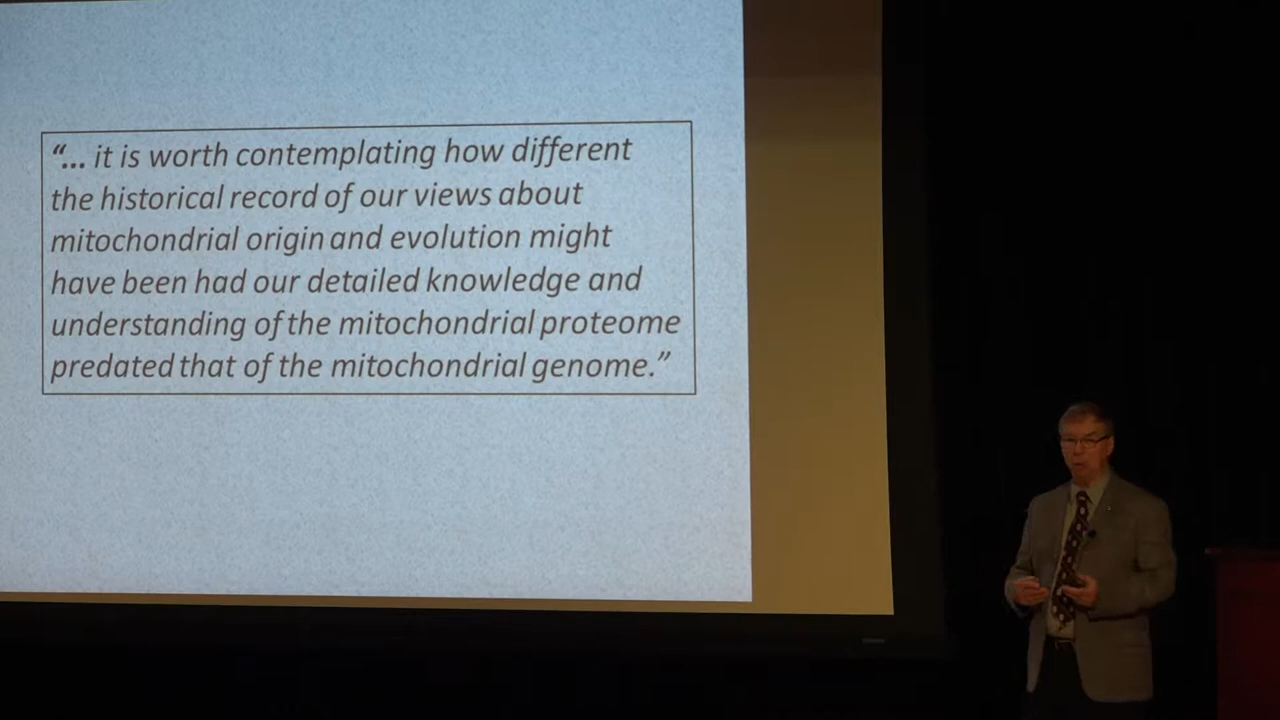 “... it is worth contemplating how different
the historical record of our views about
mitochondrial origin and evolution might
have been had our detailed knowledge and
understanding of the mitochondrial proteome
predated that of the mitochondrial genome.”